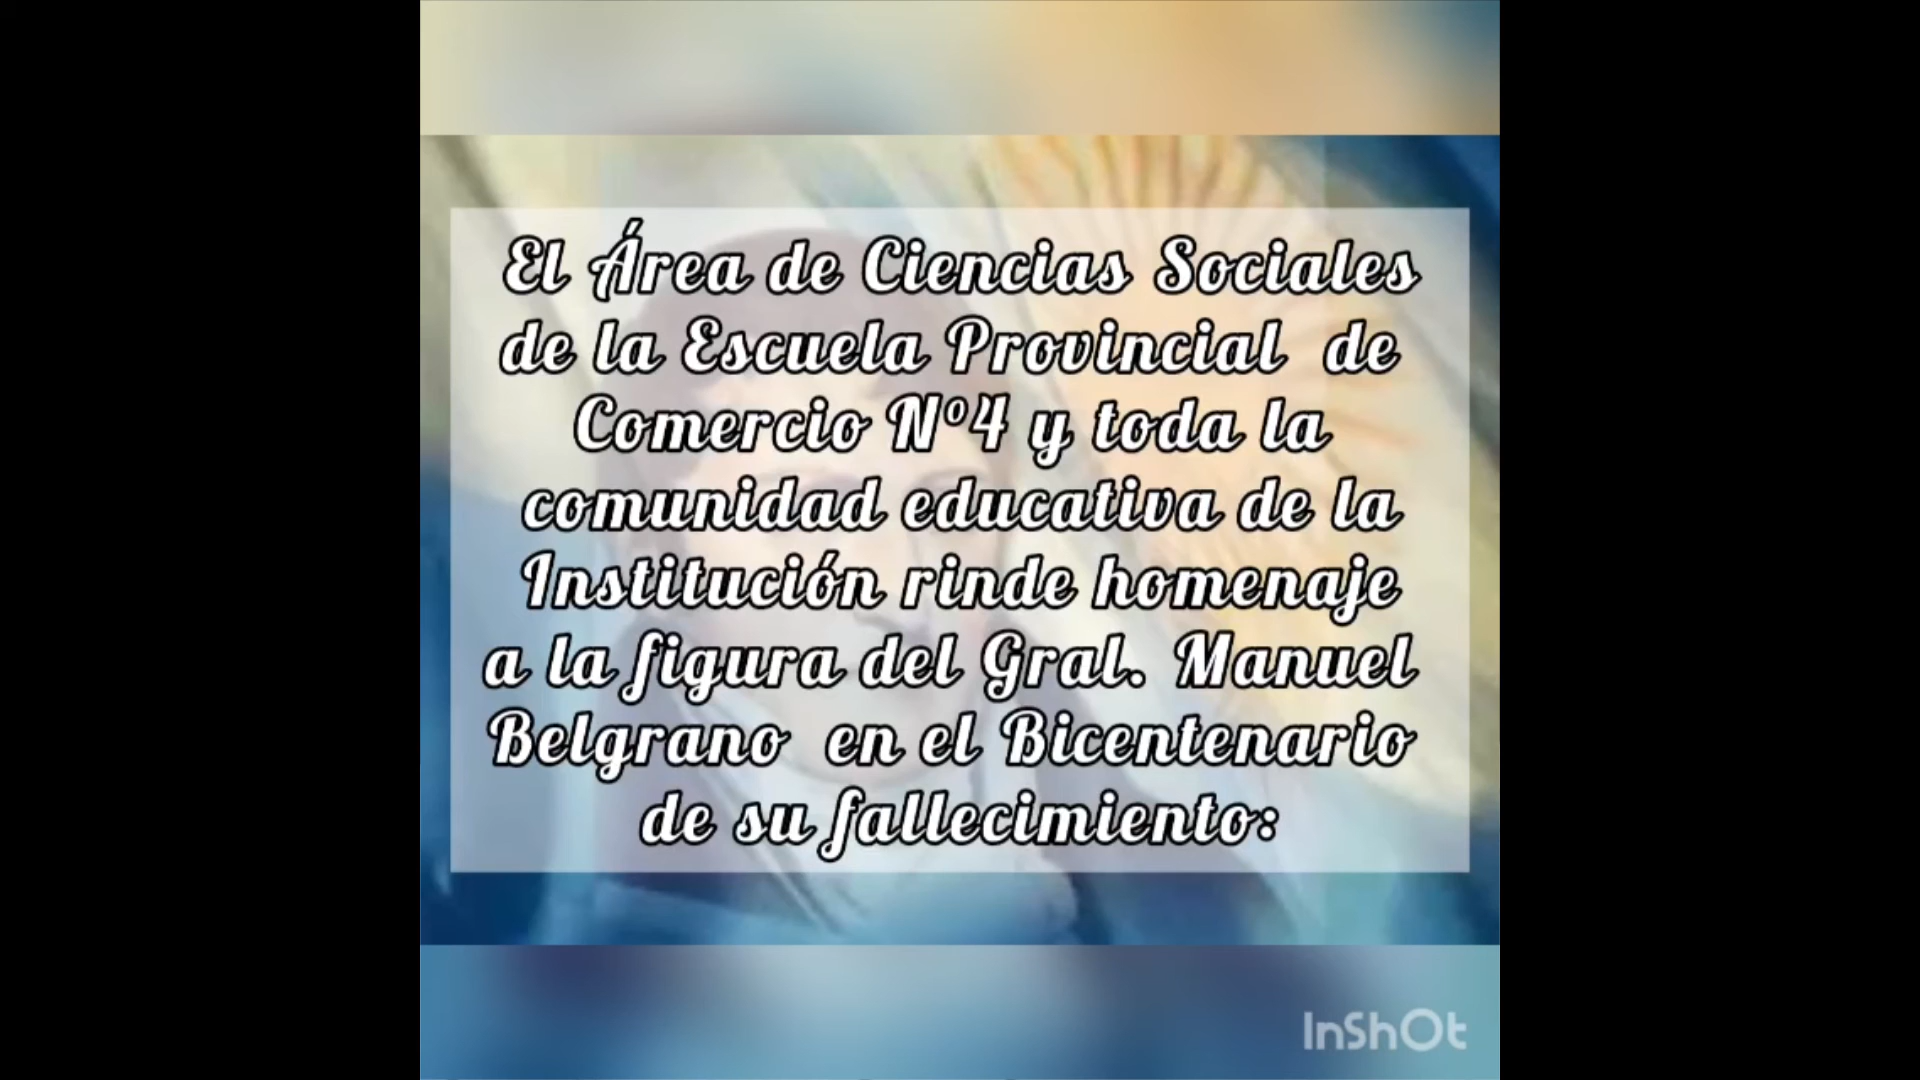 El Área de Ciencias Sociales
de la Escuela Provincial de
Comercio Nº4 y toda la
comunidad educativa de la
Institución rinde homenaje
a la figura del Gral. Manuel
Belgrano en el Bicentenario
de su fallecimiento:
InShOt